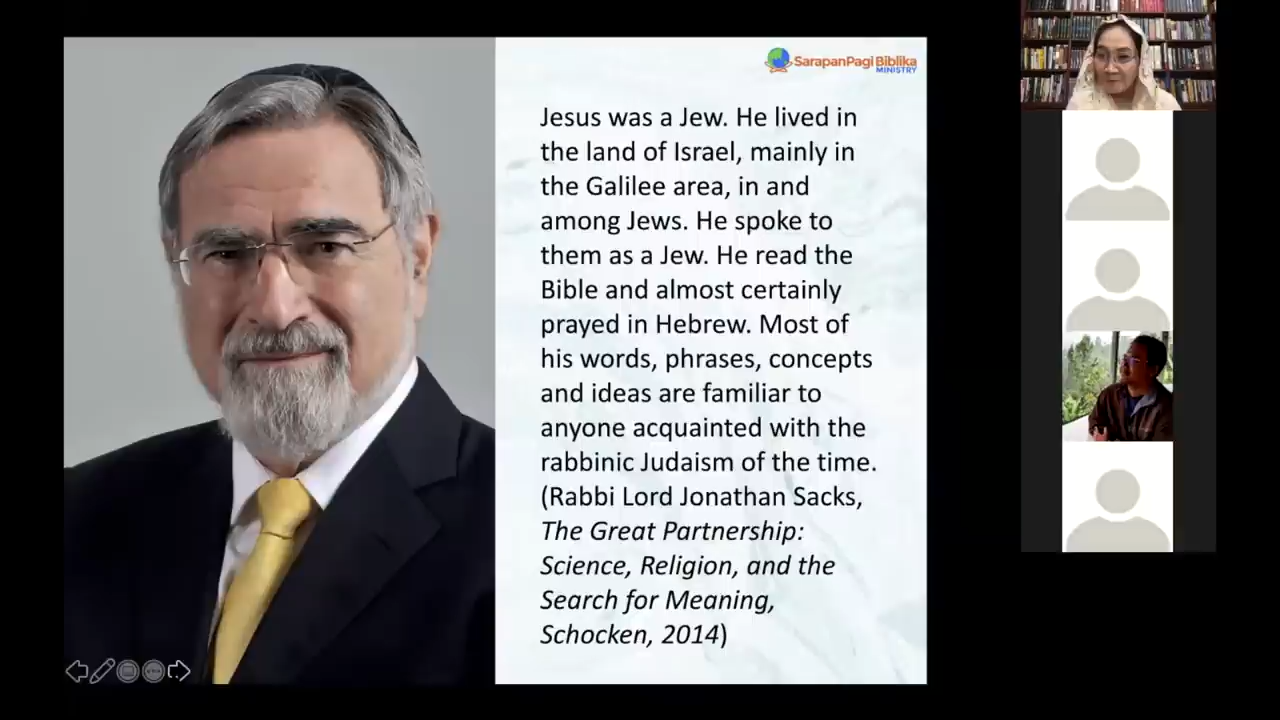 SarapanPagi Biblika
MINISTRY
Jesus was a Jew. He lived in
the land of Israel, mainly in
the Galilee area, in and
among Jews. He spoke to
them as a Jew. He read the
Bible and almost certainly
prayed in Hebrew. Most of
his words, phrases, concepts
and ideas are familiar to
anyone acquainted with the
rabbinic Judaism of the time.
(Rabbi Lord Jonathan Sacks,
The Great Partnership:
Science, Religion, and the
Search for Meaning,
Schocken, 2014)